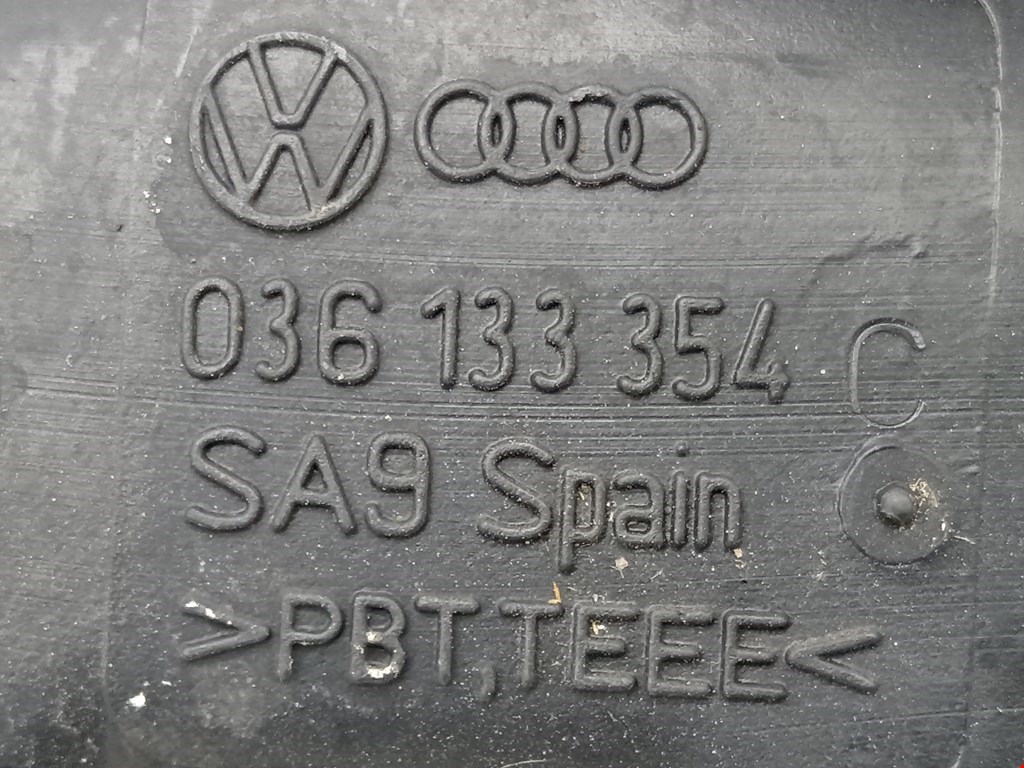 036 133 354 C
SA9 Spain
>PBT,TEEE<